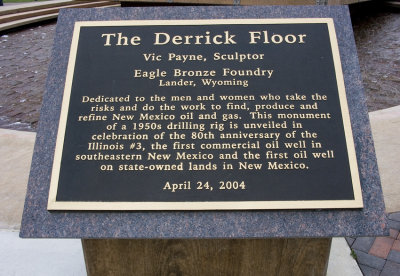 The Derrick Floor
Vic Payne, Sculptor
Eagle Bronze Foundry
Lander, Wyoming
Dedicated to the men and women who take the
risks and do the work to find, produce and
refine New Mexico oil and gas. This monument
of a 1950s drilling rig is unveiled in
celebration of the 80th anniversary of the
Illinois #3, the first commercial oil well in
southeastern New Mexico and the first oil well
on state-owned lands in New Mexico.
April 24, 2004